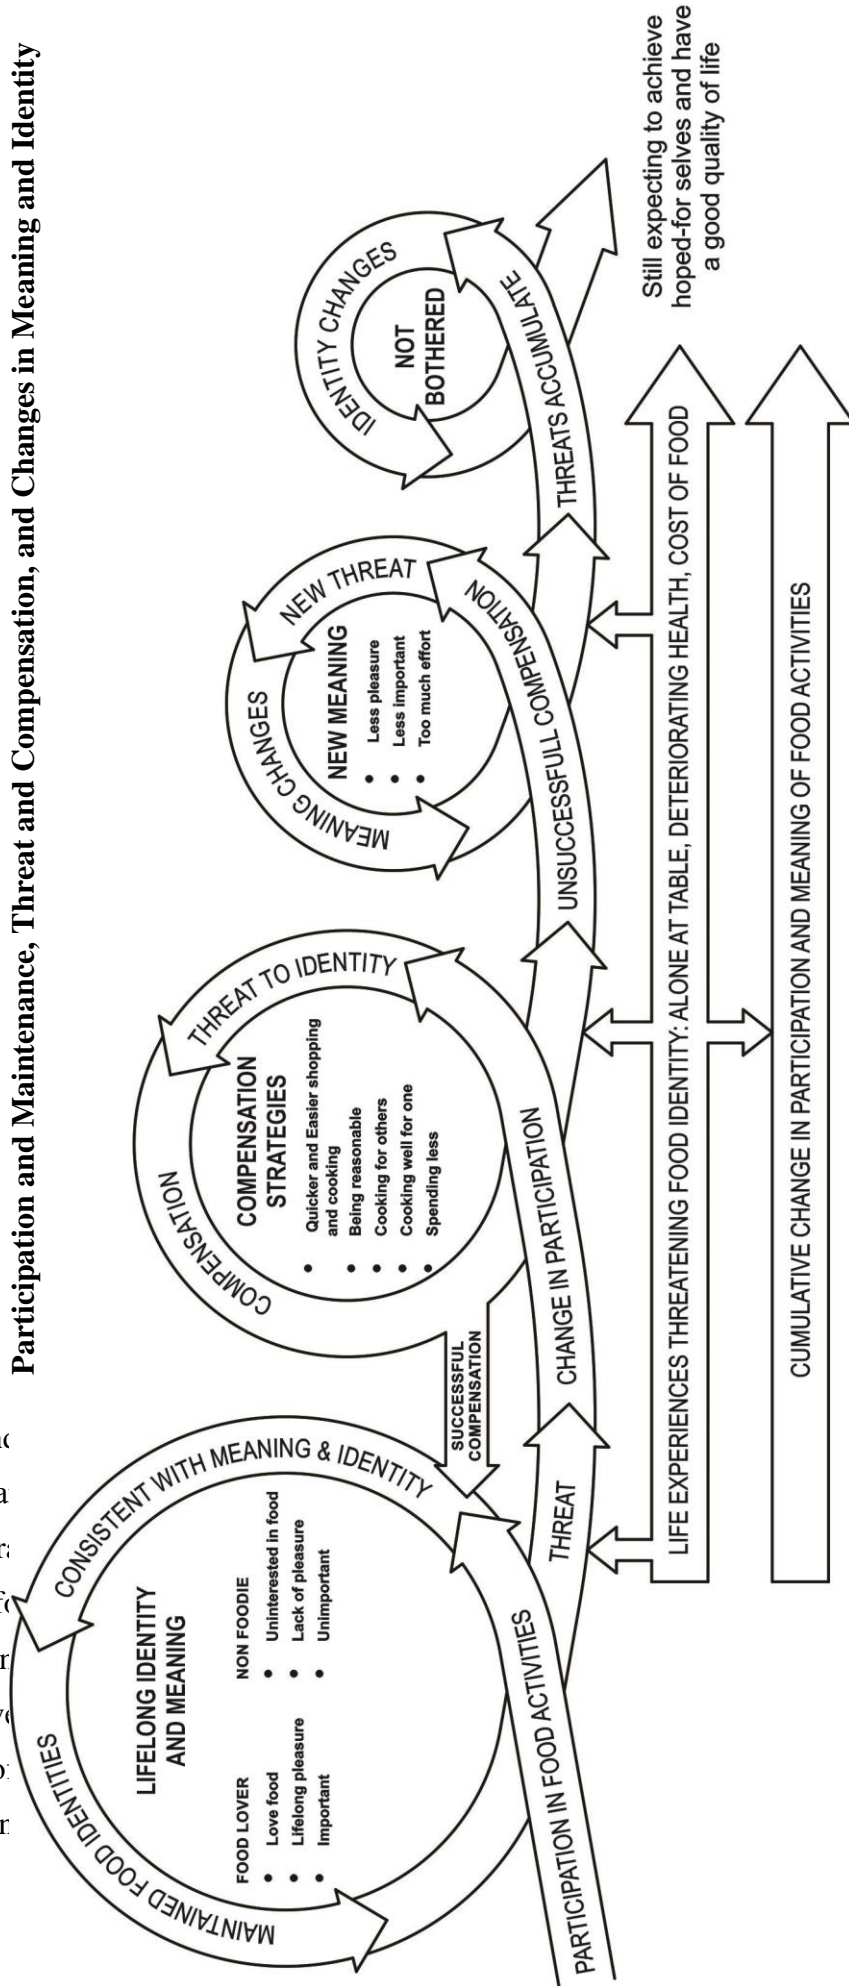 Participation and Maintenance, Threat and Compensation, and Changes in Meaning and Identity
MAINTAINED FOOD IDENTITIES
CONSISTENT WITH MEANING & IDENTITY
LIFELONG IDENTITY
AND MEANING
FOOD LOVER
• Love food
• Lifelong pleasure
• Important
NON FOODIE
• Uninterested in food
• Lack of pleasure
• Unimportant
PARTICIPATION IN FOOD ACTIVITIES
THREAT
SUCCESSFUL
COMPENSATION
COMPENSATION
THREAT TO IDENTITY
COMPENSATION
STRATEGIES
• Quicker and Easier shopping
and cooking
• Being reasonable
• Cooking for others
• Cooking well for one
• Spending less
CHANGE IN PARTICIPATION
MEANING CHANGES
NEW THREAT
NEW MEANING
• Less pleasure
• Less important
• Too much effort
UNSUCCESSFULL COMPENSATION
IDENTITY CHANGES
NOT
BOTHERED
THREATS ACCUMULATE
Still expecting to achieve
hoped-for selves and have
a good quality of life
LIFE EXPERIENCES THREATENING FOOD IDENTITY: ALONE AT TABLE, DETERIORATING HEALTH, COST OF FOOD
CUMULATIVE CHANGE IN PARTICIPATION AND MEANING OF FOOD ACTIVITIES